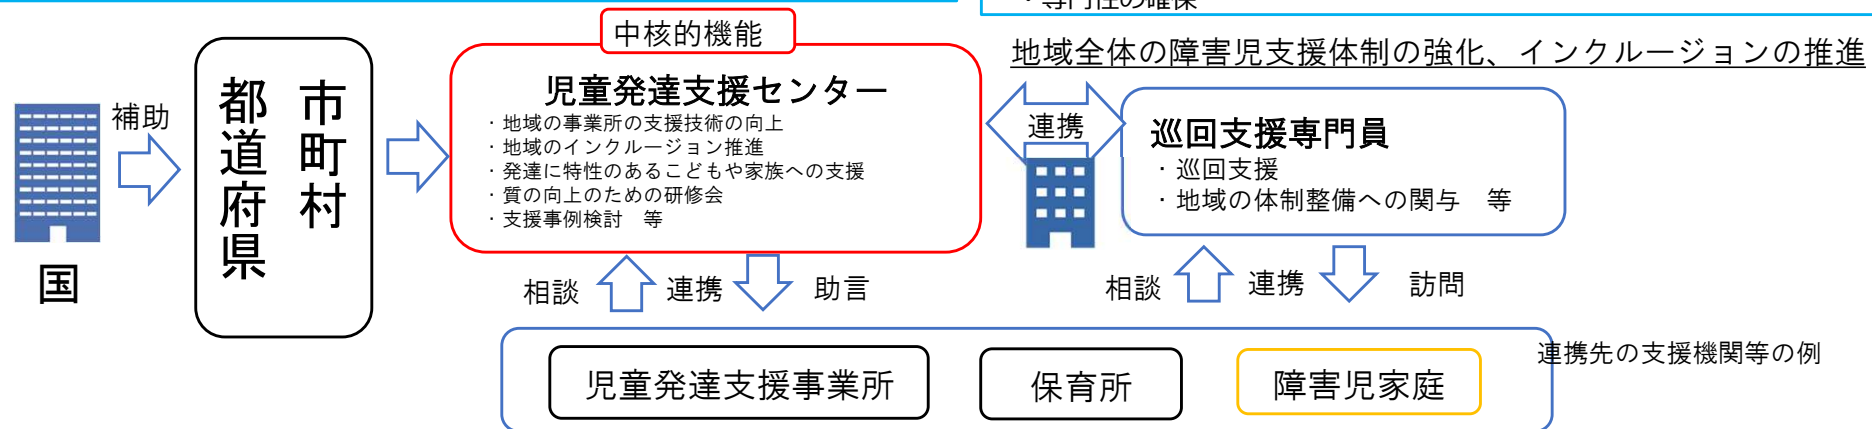 ・専門性の確保
中核的機能
地域全体の障害児支援体制の強化、インクルージョンの推進
国
補助
都道府県
市町村
児童発達支援センター
・地域の事業所の支援技術の向上
・地域のインクルージョン推進
・発達に特性のあるこどもや家族への支援
・質の向上のための研修会
・支援事例検討　等
連携
巡回支援専門員
・巡回支援
・地域の体制整備への関与　等
相談
連携
助言
相談
連携
訪問
連携先の支援機関等の例
児童発達支援事業所
保育所
障害児家庭